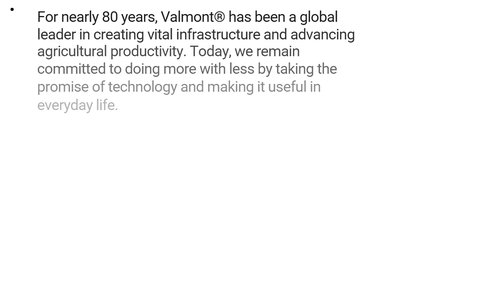 • For nearly 80 years, Valmont® has been a global
leader in creating vital infrastructure and advancing
agricultural productivity. Today, we remain
committed to doing more with less by taking the
promise of technology and making it useful in
everyday life.